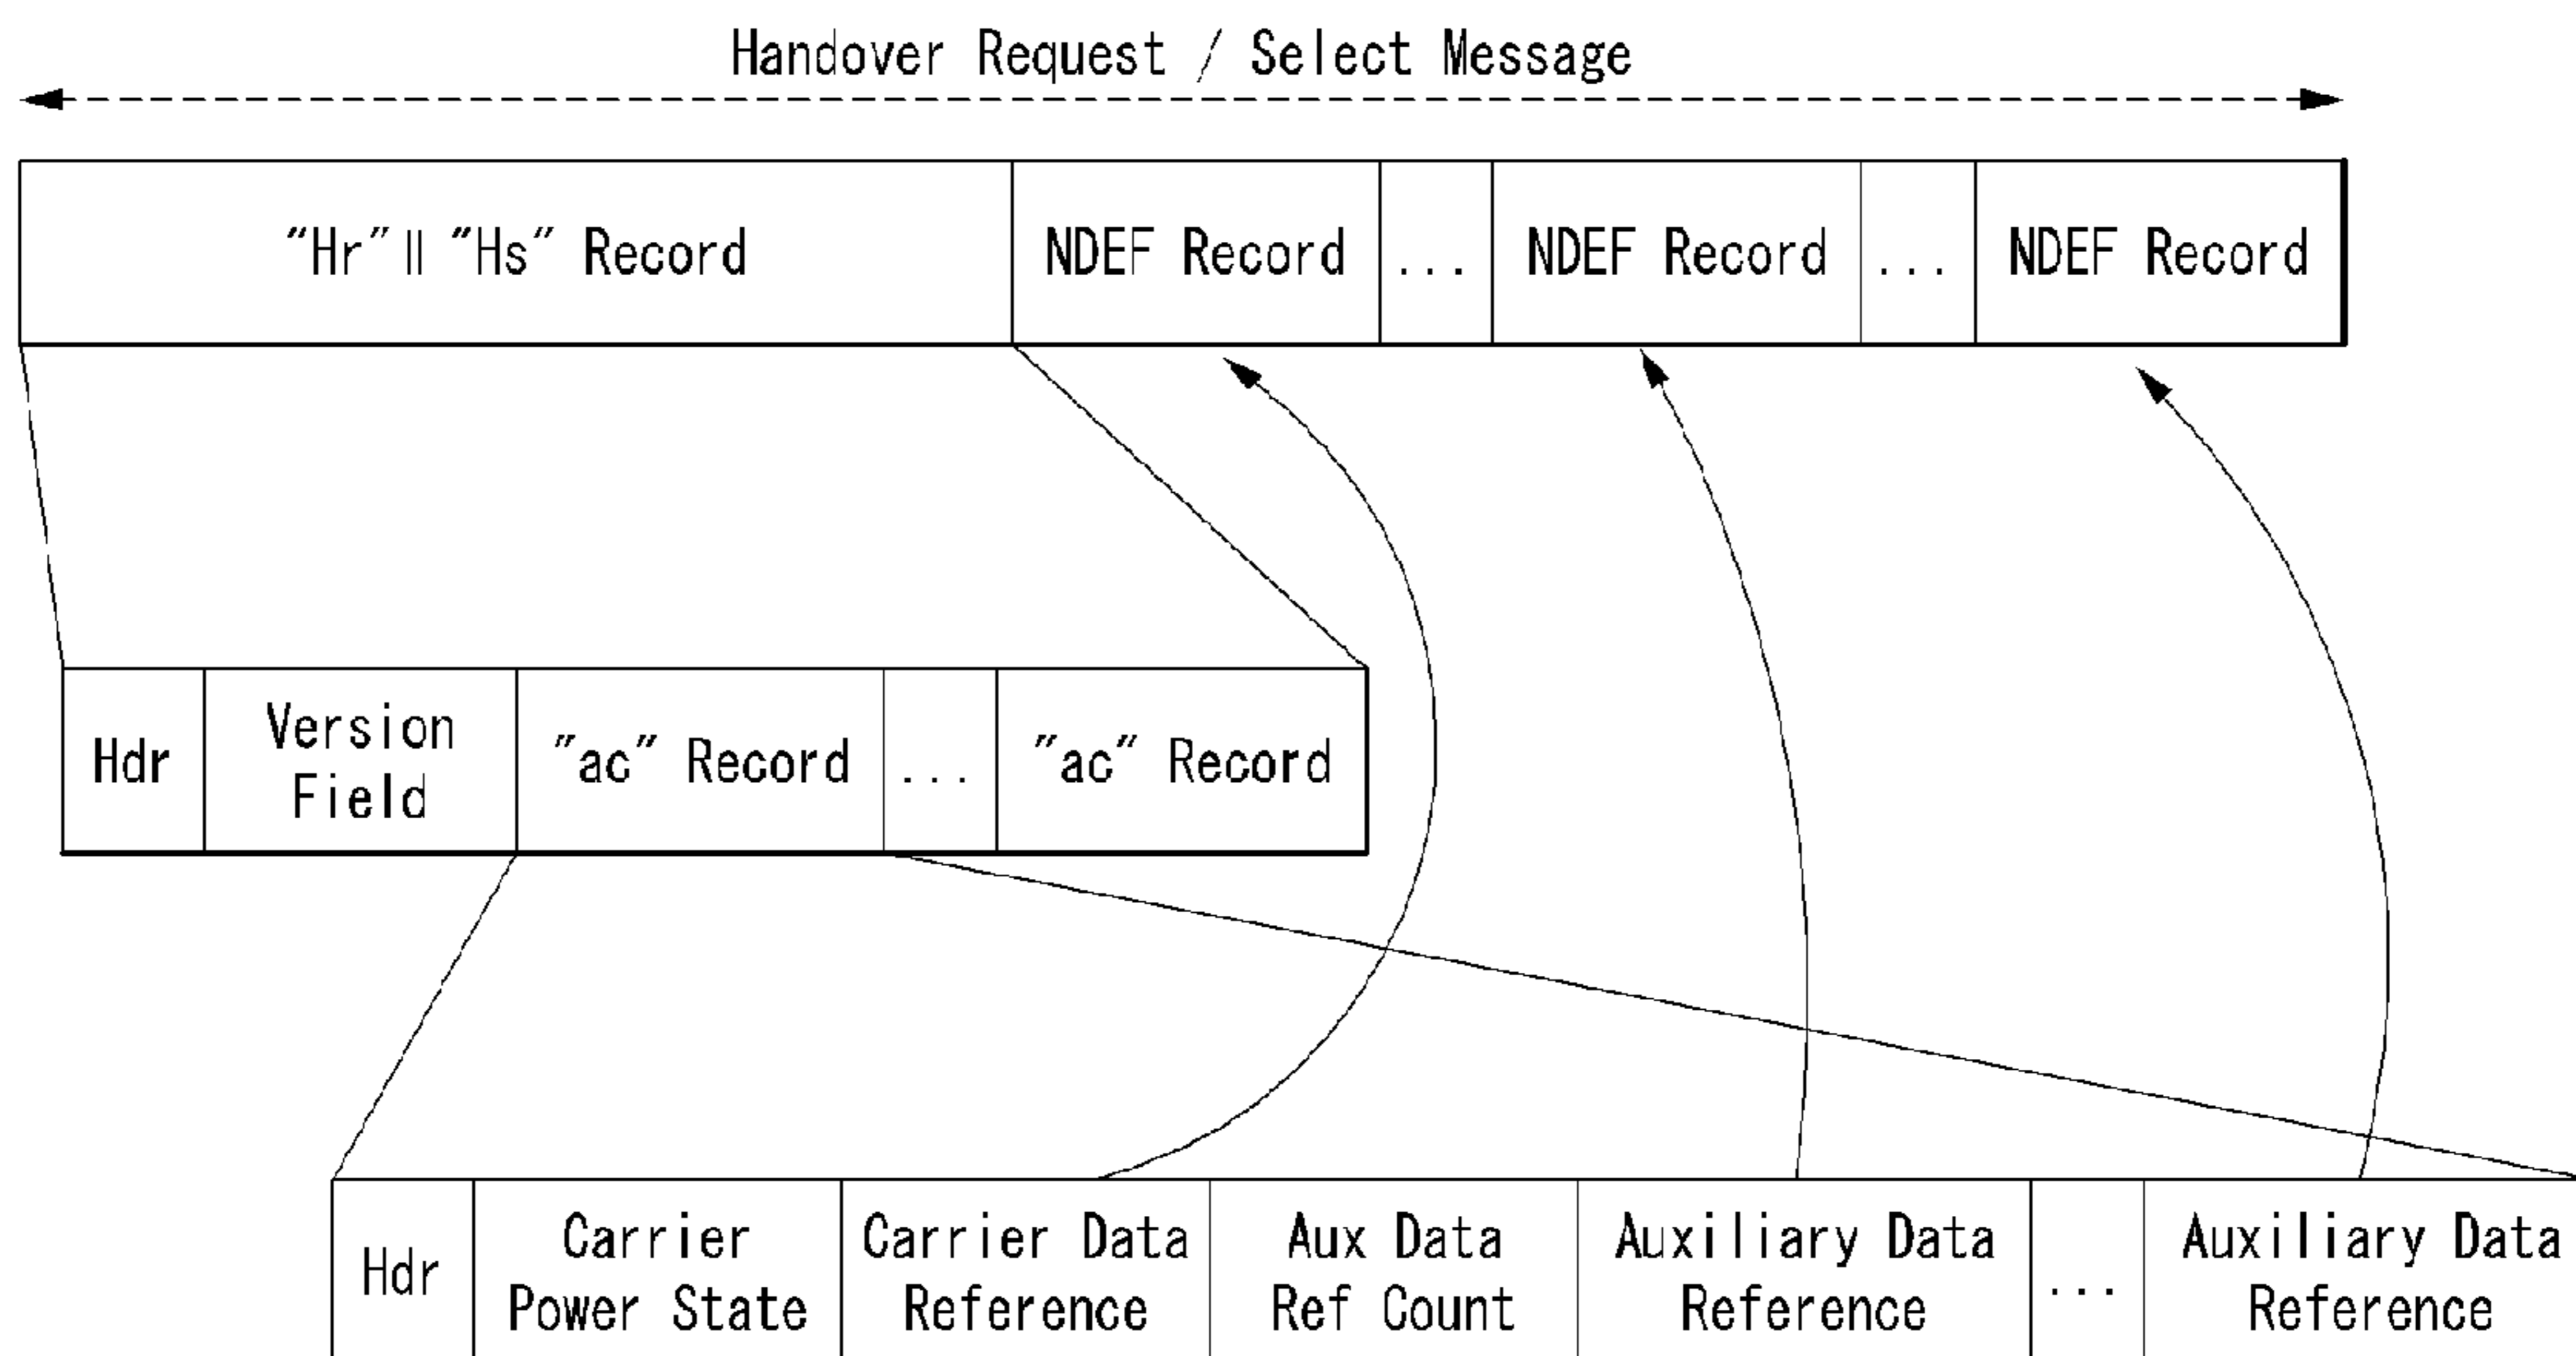 Handover Request / Select Message
"Hr" || "Hs" Record
NDEF Record
...
NDEF Record
...
NDEF Record
Hdr
Version
Field
"ac" Record
...
"ac" Record
Hdr
Carrier
Power State
Carrier Data
Reference
Aux Data
Ref Count
Auxiliary Data
Reference
...
Auxiliary Data
Reference